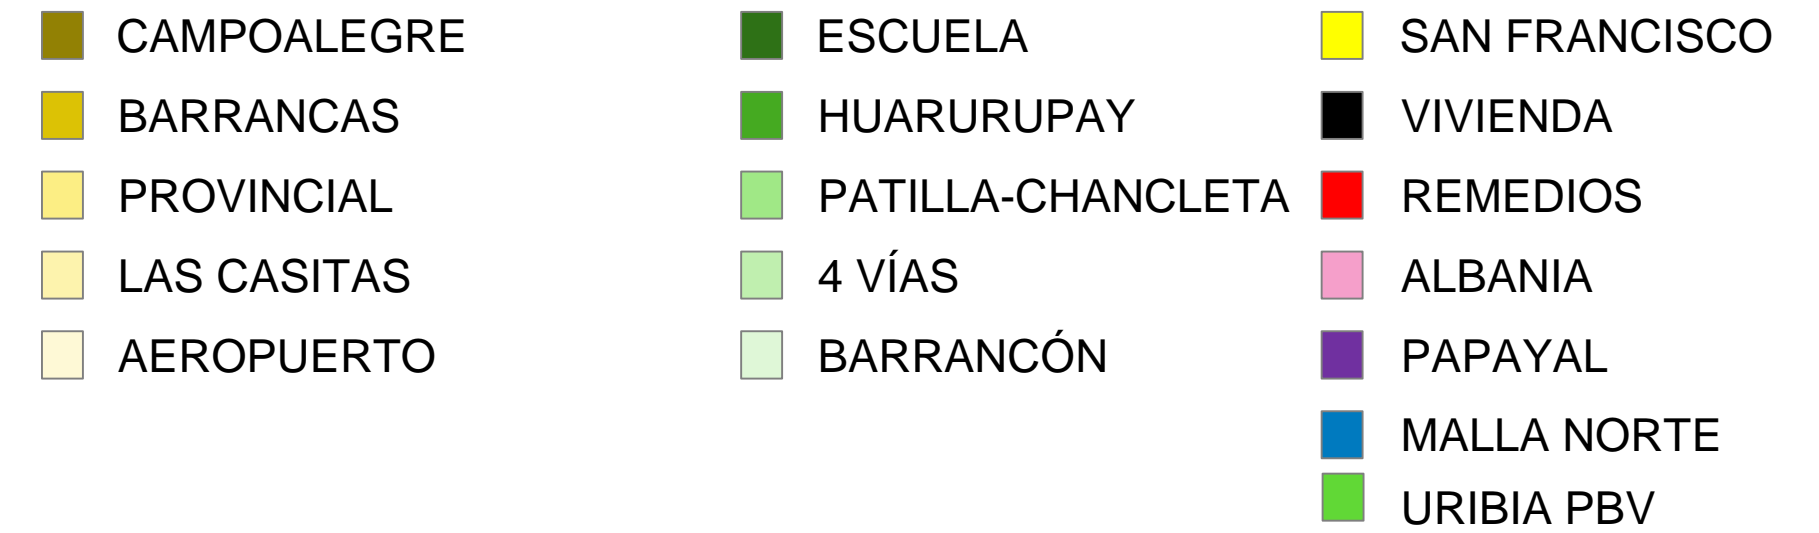 CAMPOALEGRE
BARRANCAS
PROVINCIAL
LAS CASITAS
AEROPUERTO
ESCUELA
HUARURUPAY
PATILLA-CHANCLETA
4 VÍAS
BARRANCÓN
SAN FRANCISCO
VIVIENDA
REMEDIOS
ALBANIA
PAPAYAL
MALLA NORTE
URIBIA PBV